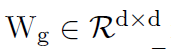 W_g ∈ ℛ^{d×d}